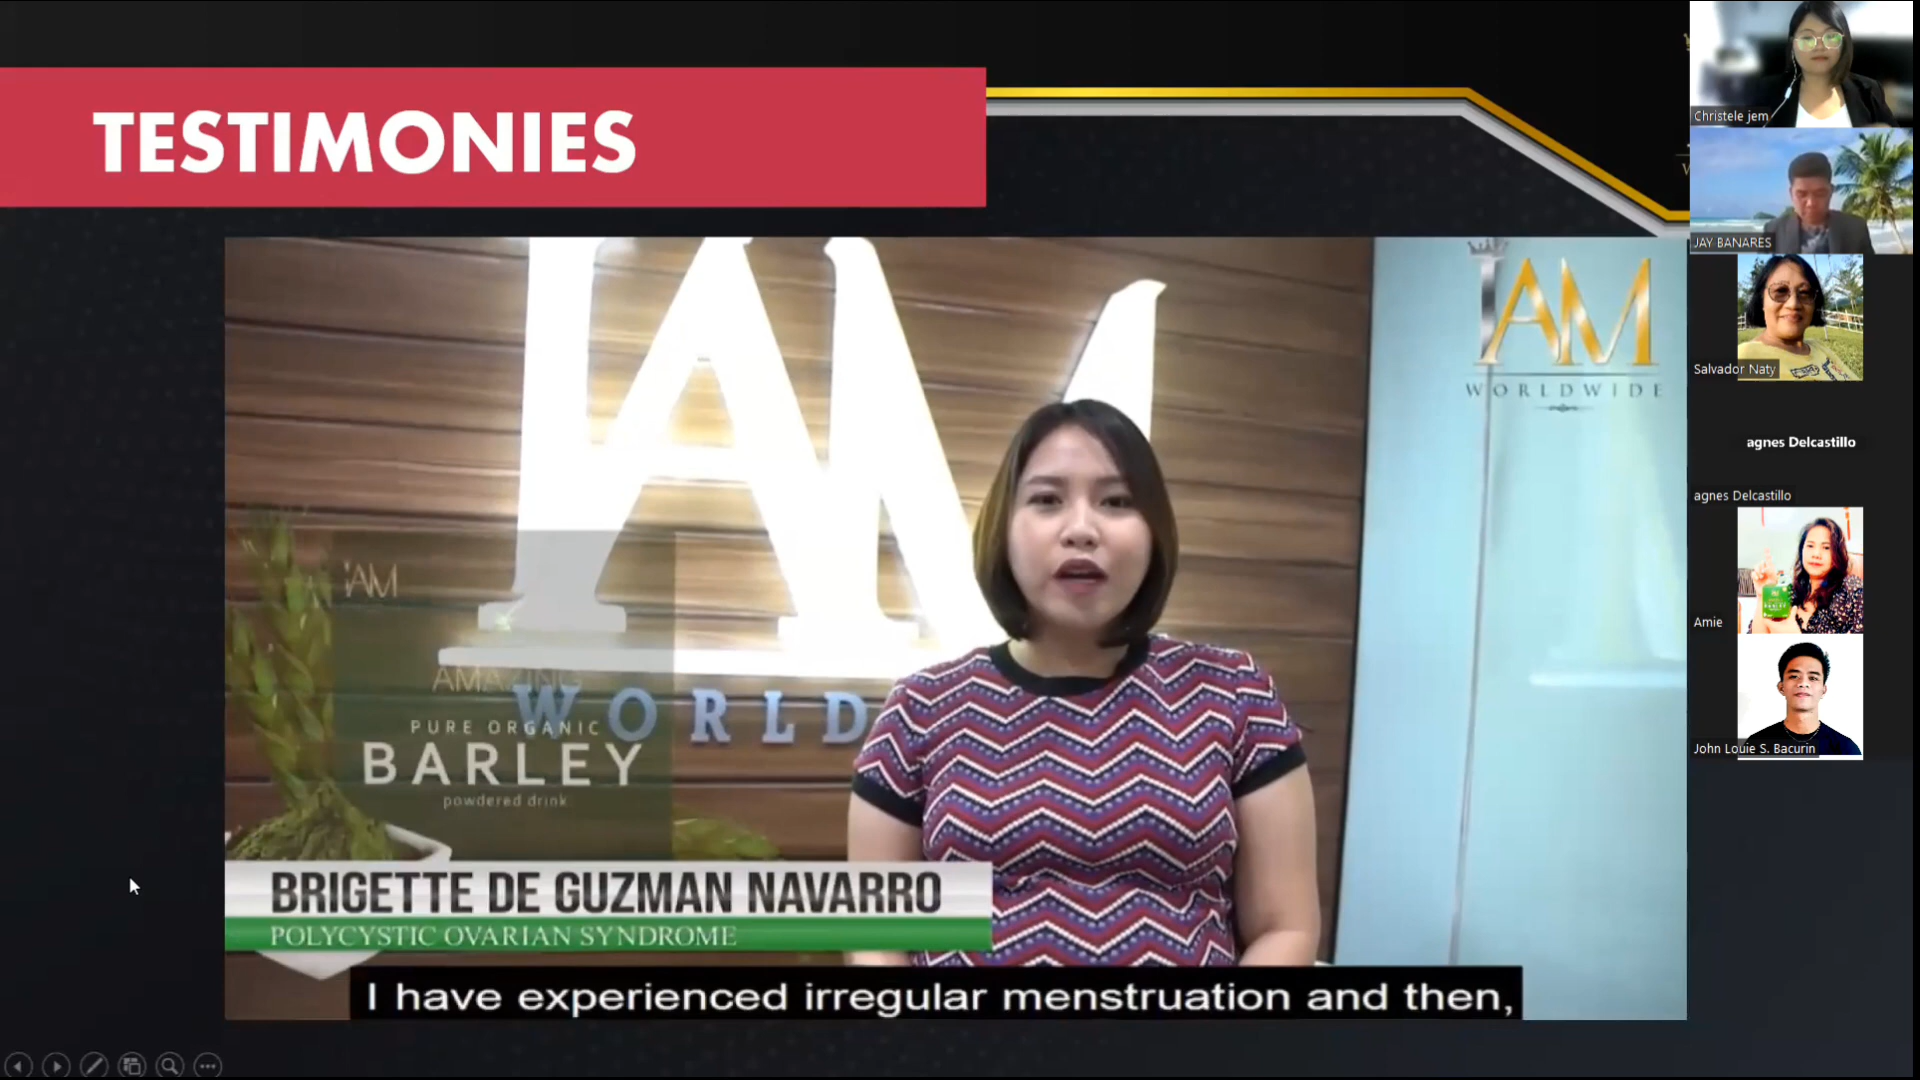 TESTIMONIES
IAM
WORLDWIDE
IAM
WORLD
iAM
AMAZING
PURE ORGANIC
BARLEY
powdered drink
BRIGETTE DE GUZMAN NAVARRO
POLYCYSTIC OVARIAN SYNDROME
I have experienced irregular menstruation and then,
Christele jem
JAY BANARES
Salvador Naty
agnes Delcastillo
agnes Delcastillo
BARLEY
Amie
John Louie S. Bacurin